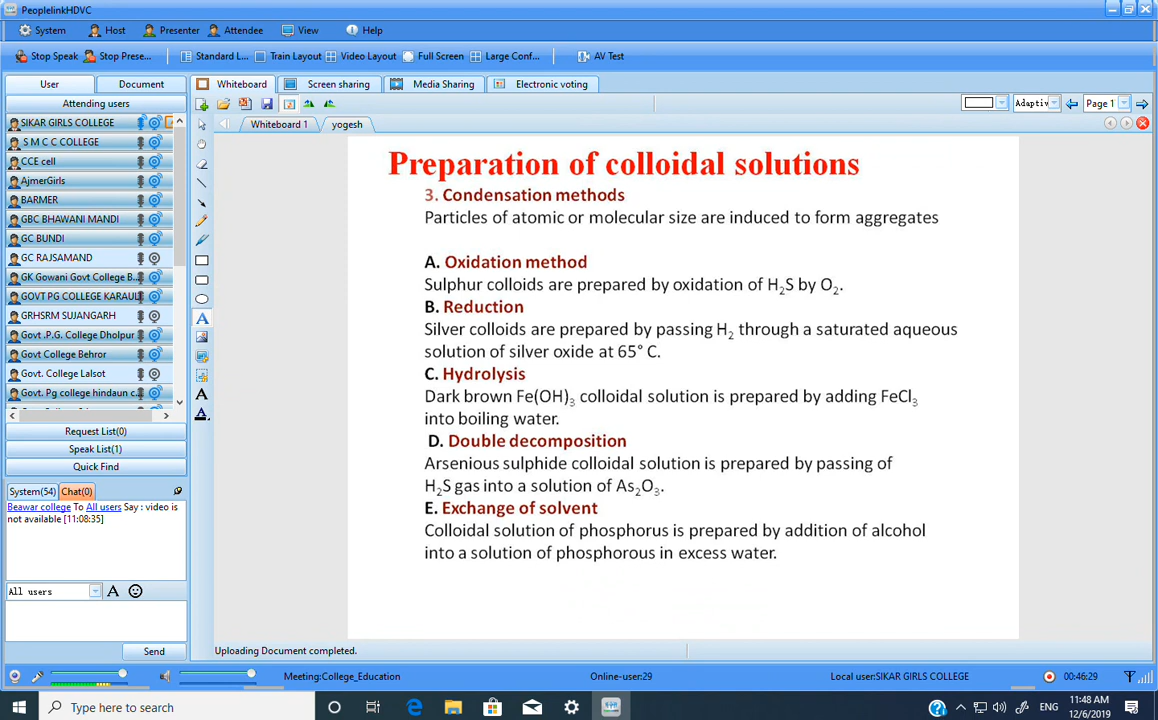 PeoplelinkHDVC
System Host Presenter Attendee View Help
Stop Speak Stop Prese... Standard L... Train Layout Video Layout Full Screen Large Conf... AV Test
User Document
Whiteboard Screen sharing Media Sharing Electronic voting
Attending users
Adaptiv Page 1
Whiteboard 1 yogesh
SIKAR GIRLS COLLEGE
S M C C COLLEGE
CCE cell
AjmerGirls
BARMER
GBC BHAWANI MANDI
GC BUNDI
GC RAJSAMAND
GK Gowani Govt College B...
GOVT PG COLLEGE KARAULI
GRHSRM SUJANGARH
Govt .P.G. College Dholpur
Govt College Behror
Govt. College Lalsot
Govt. Pg college hindaun c...
Request List(0)
Speak List(1)
Quick Find
System(54) Chat(0)
Beawar college To All users Say : video is
not available [11:08:35]
All users A
Send
Preparation of colloidal solutions
3. Condensation methods
Particles of atomic or molecular size are induced to form aggregates
A. Oxidation method
Sulphur colloids are prepared by oxidation of H2S by O2.
B. Reduction
Silver colloids are prepared by passing H2 through a saturated aqueous
solution of silver oxide at 65° C.
C. Hydrolysis
Dark brown Fe(OH)3 colloidal solution is prepared by adding FeCl3
into boiling water.
D. Double decomposition
Arsenious sulphide colloidal solution is prepared by passing of
H2S gas into a solution of As2O3.
E. Exchange of solvent
Colloidal solution of phosphorus is prepared by addition of alcohol
into a solution of phosphorous in excess water.
Uploading Document completed.
Meeting:College_Education Online-user:29 Local user:SIKAR GIRLS COLLEGE 00:46:29
Type here to search
ENG
11:48 AM
12/6/2019